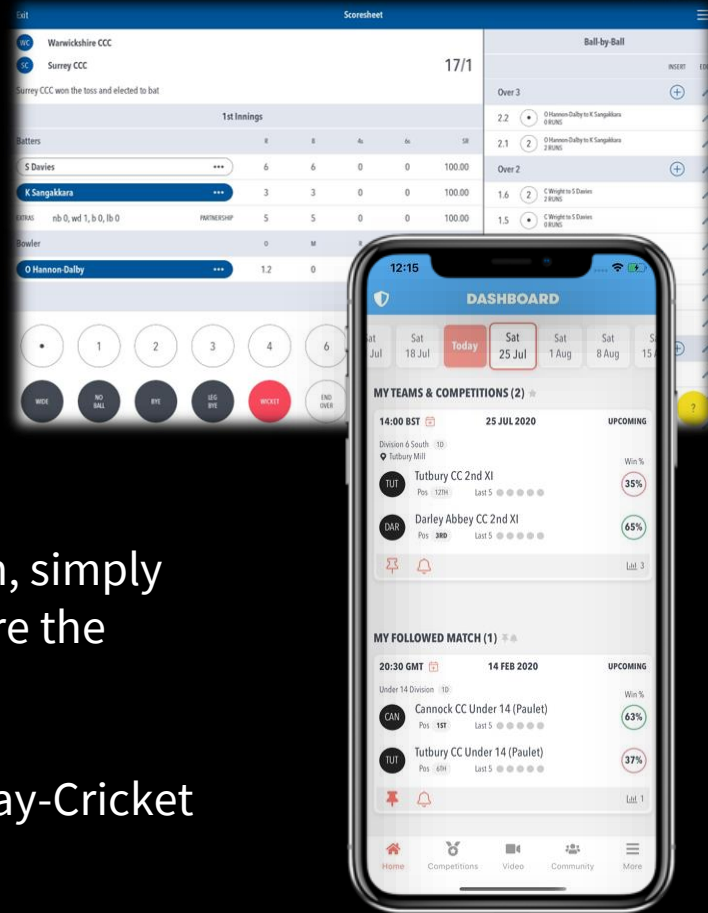 Exit Scoresheet
WC Warwickshire CCC
SC Surrey CCC 17/1
Surrey CCC won the toss and elected to bat
1st Innings
Batters R B 4s 6s SR
S Davies ••• 6 6 0 0 100.00
K Sangakkara ••• 3 3 0 0 100.00
EXTRAS nb 0, wd 1, b 0, lb 0 PARTNERSHIP 5 5 0 0 100.00
Bowler O M
O Hannon-Dalby ••• 1.2 0
• 1 2 3 4 6
WIDE NO BALL BYE LEG BYE WICKET END OVER
Ball-by-Ball
INSERT
Over 3
2.2 • O Hannon-Dalby to K Sangakkara
0 RUNS
2.1 2 O Hannon-Dalby to K Sangakkara
2 RUNS
Over 2
1.6 2 C Wright to S Davies
2 RUNS
1.5 • C Wright to S Davies
0 RUNS
?
12:15
DASHBOARD
Sat Sat Sat Sat
Jul 18 Jul Today 25 Jul 1 Aug 8 Aug 15
MY TEAMS & COMPETITIONS (2)
14:00 BST 25 JUL 2020 UPCOMING
Division 6 South 1D
Tutbury Mill Win %
TUT Tutbury CC 2nd XI 35%
Pos 12TH Last 5
DAR Darley Abbey CC 2nd XI 65%
Pos 3RD Last 5
3
MY FOLLOWED MATCH (1)
20:30 GMT 14 FEB 2020 UPCOMING
Under 14 Division 1D Win %
CAN Cannock CC Under 14 (Paulet) 63%
Pos 1ST Last 5
TUT Tutbury CC Under 14 (Paulet) 37%
Pos 6TH Last 5
1
Home Competitions Video Community More
, simply
re the
ay-Cricket